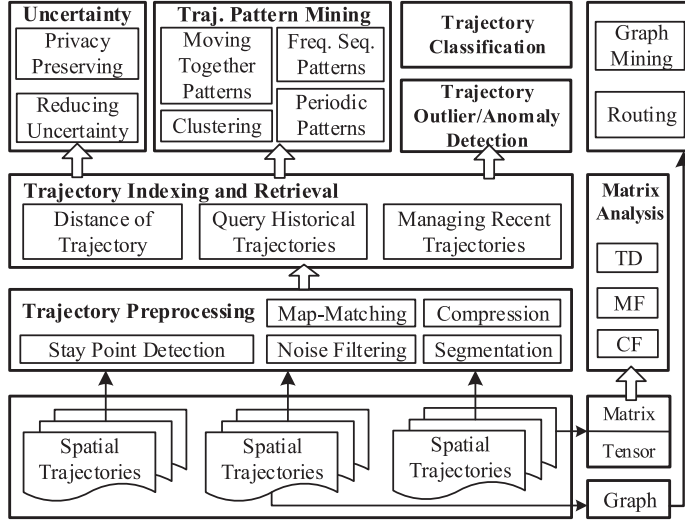 Uncertainty
Privacy
Preserving
Reducing
Uncertainty
Traj. Pattern Mining
Moving
Together
Patterns
Clustering
Freq. Seq.
Patterns
Periodic
Patterns
Trajectory
Classification
Trajectory
Outlier/Anomaly
Detection
Graph
Mining
Routing
Trajectory Indexing and Retrieval
Distance of
Trajectory
Query Historical
Trajectories
Managing Recent
Trajectories
Matrix
Analysis
TD
MF
CF
Trajectory Preprocessing
Map-Matching
Compression
Stay Point Detection
Noise Filtering
Segmentation
Spatial
Trajectories
Spatial
Trajectories
Spatial
Trajectories
Matrix
Tensor
Graph